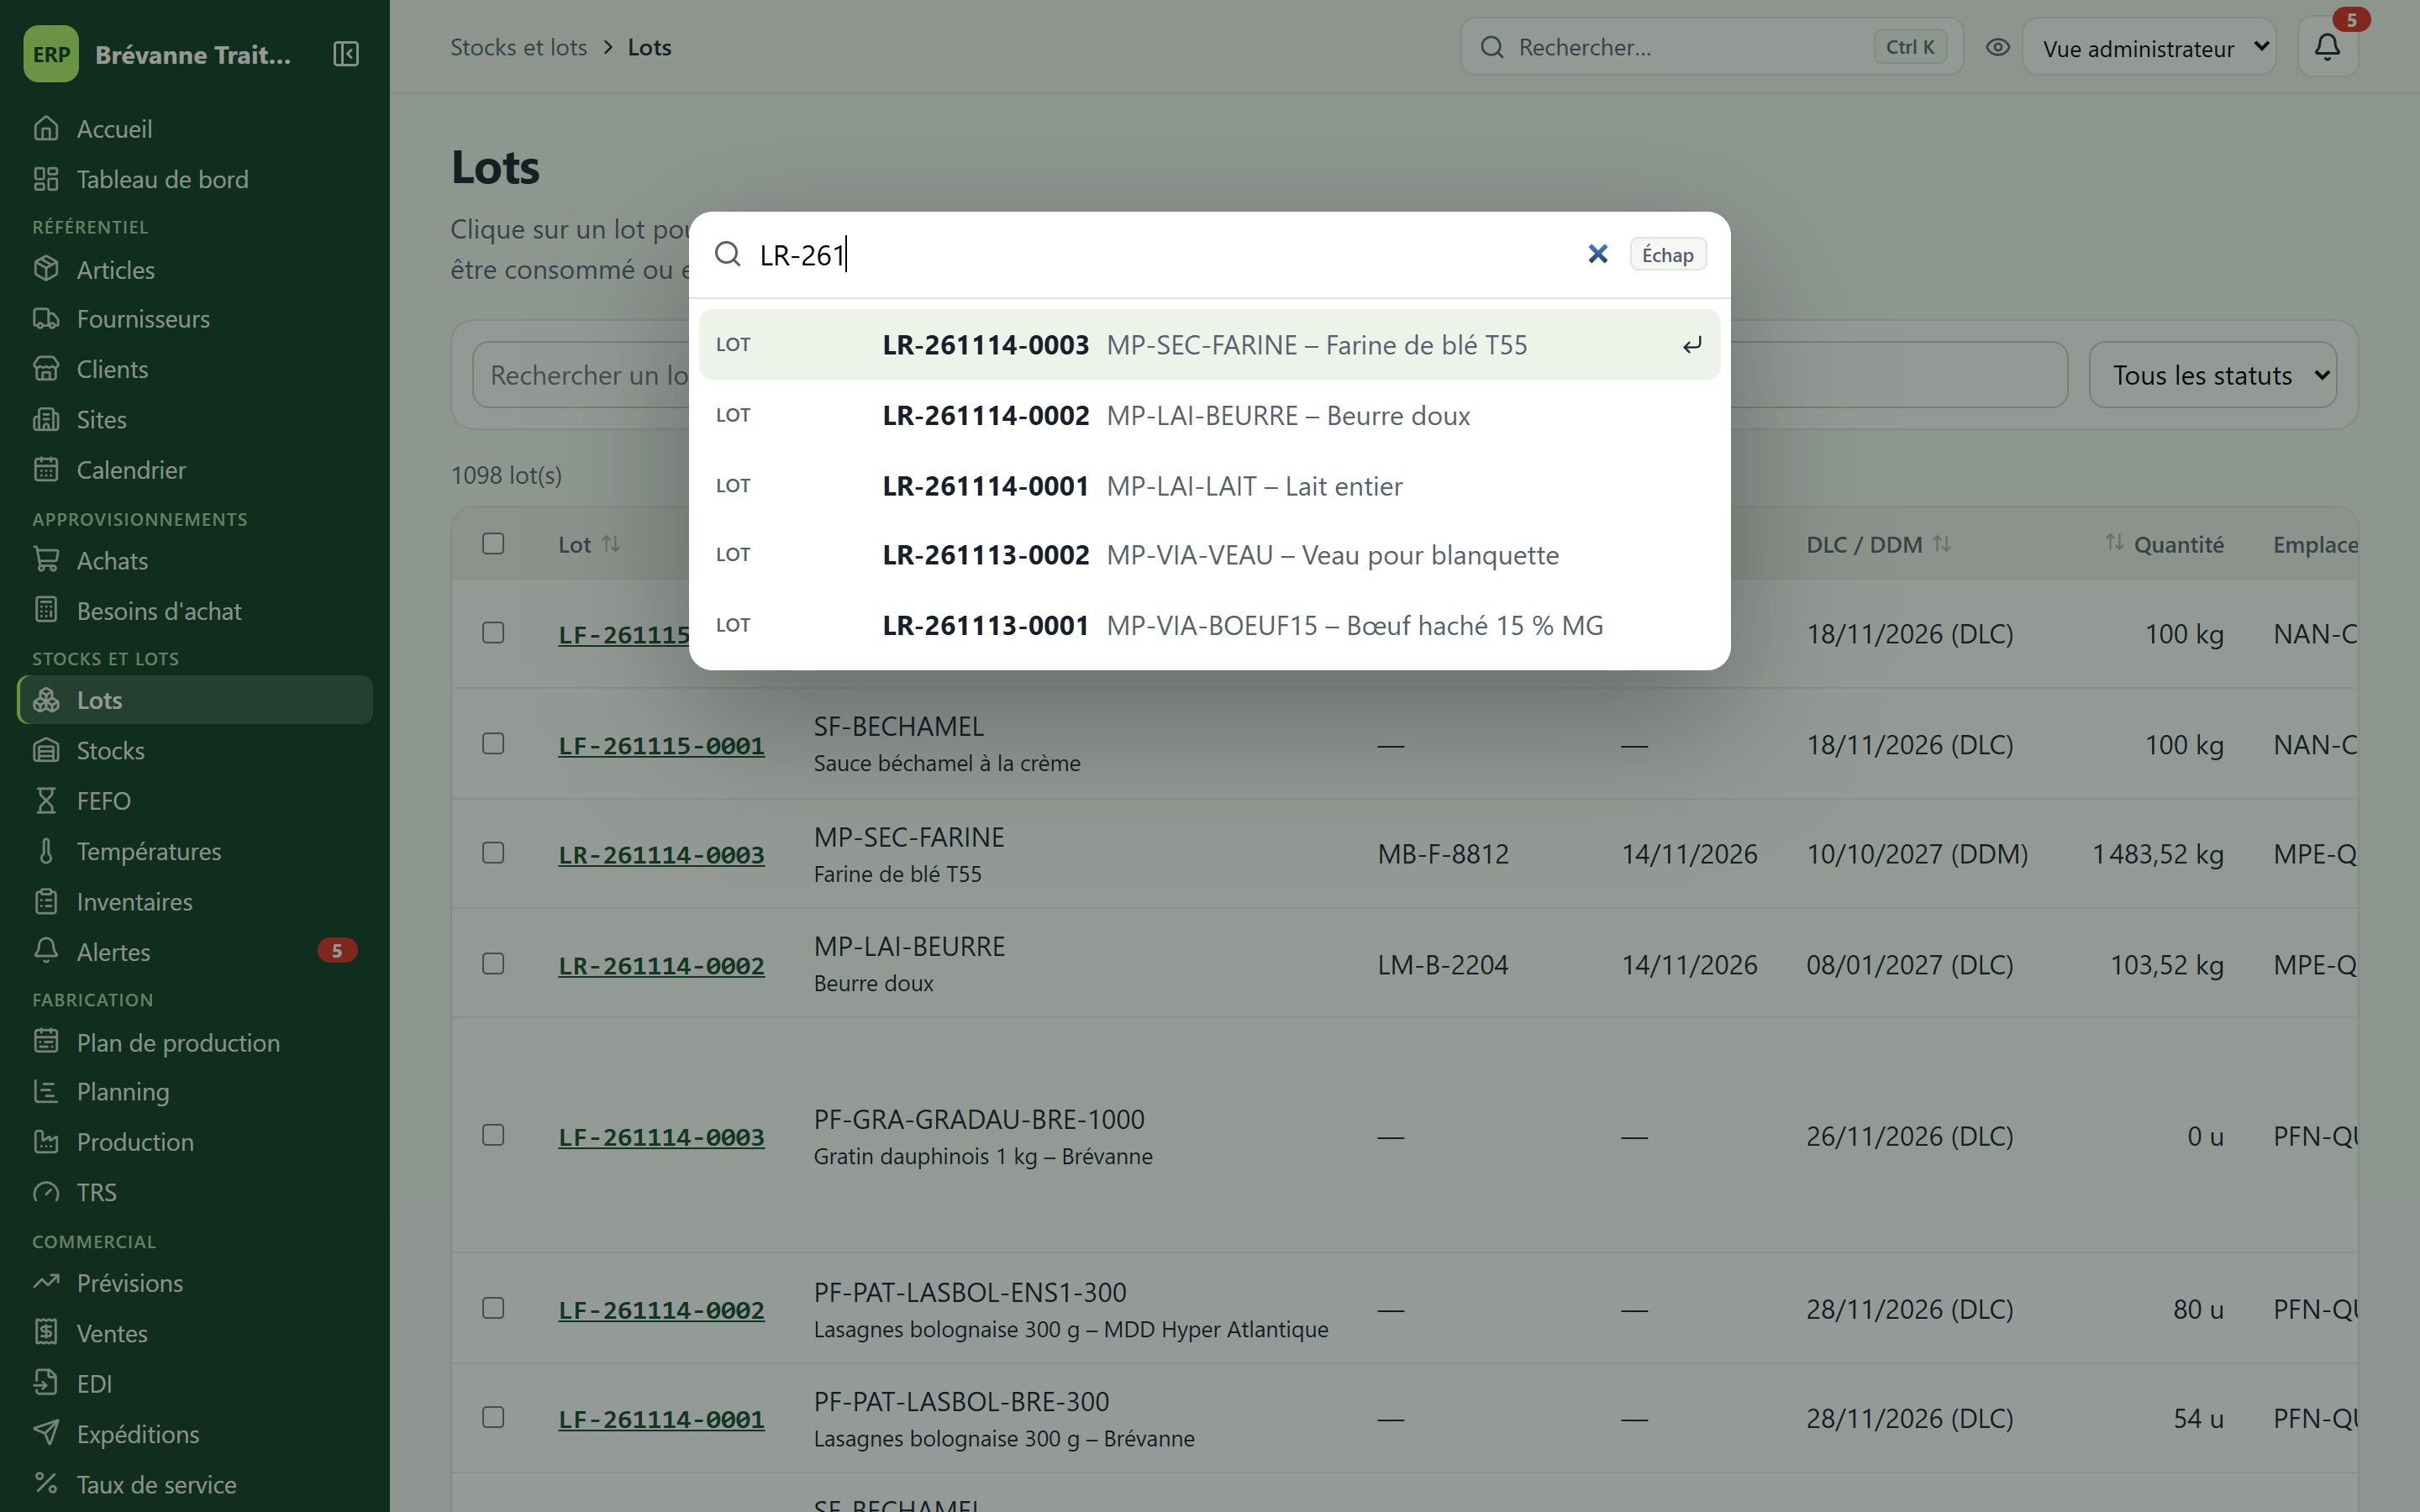 ERP Brévanne Trait...
Accueil
Tableau de bord
RÉFÉRENTIEL
Articles
Fournisseurs
Clients
Sites
Calendrier
APPROVISIONNEMENTS
Achats
Besoins d'achat
STOCKS ET LOTS
Lots
Stocks
FEFO
Températures
Inventaires
Alertes 5
FABRICATION
Plan de production
Planning
Production
TRS
COMMERCIAL
Prévisions
Ventes
EDI
Expéditions
Taux de service
Stocks et lots > Lots
Rechercher... Ctrl K
Vue administrateur
5
Lots
Clique sur un lot
être consommé ou
Rechercher un
Tous les statuts
1098 lot(s)
LR-261
Échap
LOT LR-261114-0003 MP-SEC-FARINE – Farine de blé T55
LOT LR-261114-0002 MP-LAI-BEURRE – Beurre doux
LOT LR-261114-0001 MP-LAI-LAIT – Lait entier
LOT LR-261113-0002 MP-VIA-VEAU – Veau pour blanquette
LOT LR-261113-0001 MP-VIA-BOEUF15 – Bœuf haché 15 % MG
Lot DLC / DDM Quantité Emplace
LF-261115 18/11/2026 (DLC) 100 kg NAN-C
SF-BECHAMEL
LF-261115-0001 — — 18/11/2026 (DLC) 100 kg NAN-C
Sauce béchamel à la crème
MP-SEC-FARINE
LR-261114-0003 MB-F-8812 14/11/2026 10/10/2027 (DDM) 1 483,52 kg MPE-Q
Farine de blé T55
MP-LAI-BEURRE
LR-261114-0002 LM-B-2204 14/11/2026 08/01/2027 (DLC) 103,52 kg MPE-Q
Beurre doux
PF-GRA-GRADAU-BRE-1000
LF-261114-0003 — — 26/11/2026 (DLC) 0 u PFN-QU
Gratin dauphinois 1 kg – Brévanne
PF-PAT-LASBOL-ENS1-300
LF-261114-0002 — — 28/11/2026 (DLC) 80 u PFN-QU
Lasagnes bolognaise 300 g – MDD Hyper Atlantique
PF-PAT-LASBOL-BRE-300
LF-261114-0001 — — 28/11/2026 (DLC) 54 u PFN-QU
Lasagnes bolognaise 300 g – Brévanne
SF-BECHAMEL